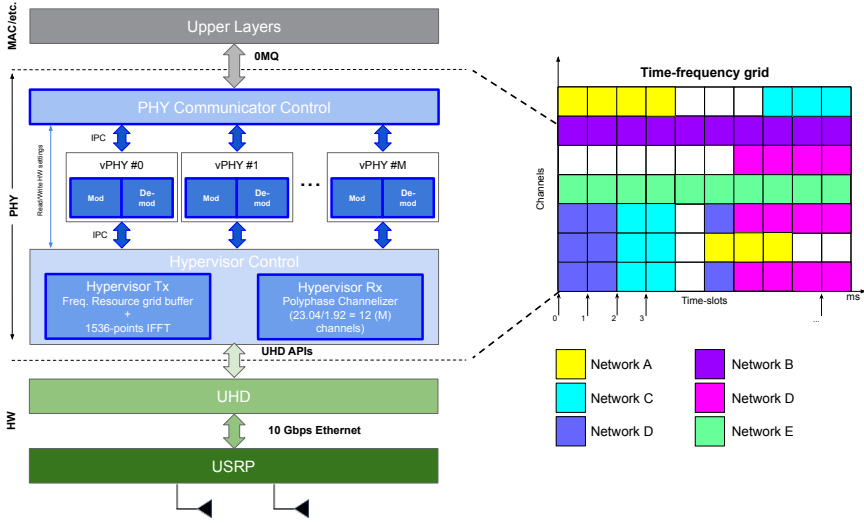 MAC/etc.
Upper Layers
0MQ
PHY
PHY Communicator Control
Read/Write HW settings
IPC
vPHY #0
Mod
De-
mod
vPHY #1
Mod
De-
mod
...
vPHY #M
Mod
De-
mod
IPC
Hypervisor Control
Hypervisor Tx
Freq. Resource grid buffer
+
1536-points IFFT
Hypervisor Rx
Polyphase Channelizer
(23.04/1.92 = 12 (M)
channels)
UHD APIs
HW
UHD
10 Gbps Ethernet
USRP
Time-frequency grid
Channels
Time-slots
ms
0
1
2
3
...
Network A
Network B
Network C
Network D
Network D
Network E